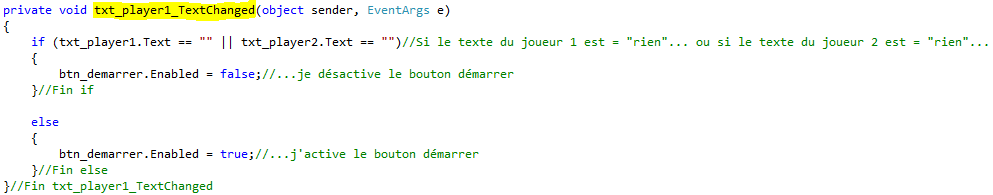 private void txt_player1_TextChanged(object sender, EventArgs e)
{
if (txt_player1.Text == "" || txt_player2.Text == "")//Si le texte du joueur 1 est = "rien"... ou si le texte du joueur 2 est = "rien"...
{
btn_demarrer.Enabled = false;//...je désactive le bouton démarrer
}//Fin if
else
{
btn_demarrer.Enabled = true;//...j'active le bouton démarrer
}//Fin else
}//Fin txt_player1_TextChanged